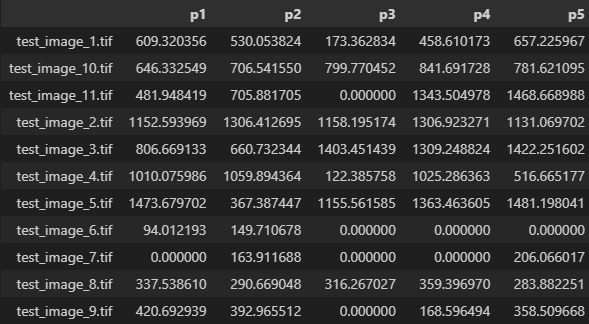 p1 p2 p3 p4 p5
test_image_1.tif 609.320356 530.053824 173.362834 458.610173 657.225967
test_image_10.tif 646.332549 706.541550 799.770452 841.691728 781.621095
test_image_11.tif 481.948419 705.881705 0.000000 1343.504978 1468.668988
test_image_2.tif 1152.593969 1306.412695 1158.195174 1306.923271 1131.069702
test_image_3.tif 806.669133 660.732344 1403.451439 1309.248824 1422.251602
test_image_4.tif 1010.075986 1059.894364 122.385758 1025.286363 516.665177
test_image_5.tif 1473.679702 367.387447 1155.561585 1363.463605 1481.198041
test_image_6.tif 94.012193 149.710678 0.000000 0.000000 0.000000
test_image_7.tif 0.000000 163.911688 0.000000 0.000000 206.066017
test_image_8.tif 337.538610 290.669048 316.267027 359.396970 283.882251
test_image_9.tif 420.692939 392.965512 0.000000 168.596494 358.509668